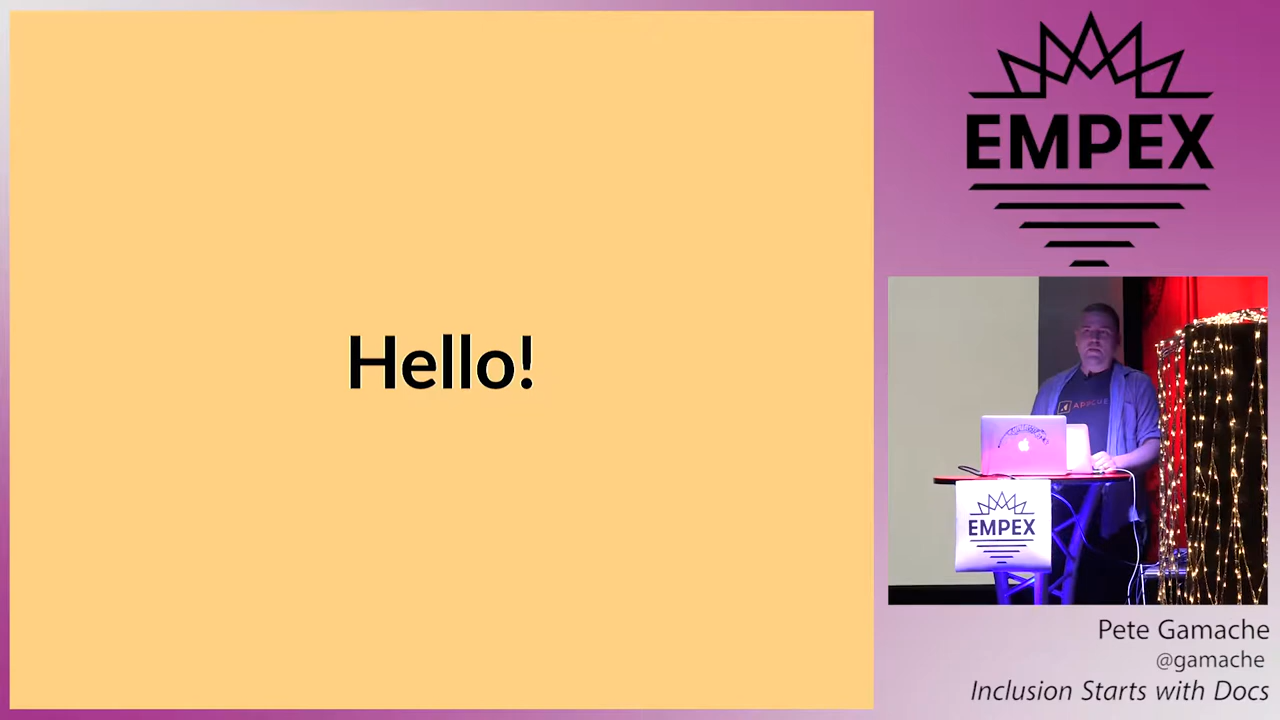 Hello!
EMPEX
EMPEX
Pete Gamache
@gamache
Inclusion Starts with Docs